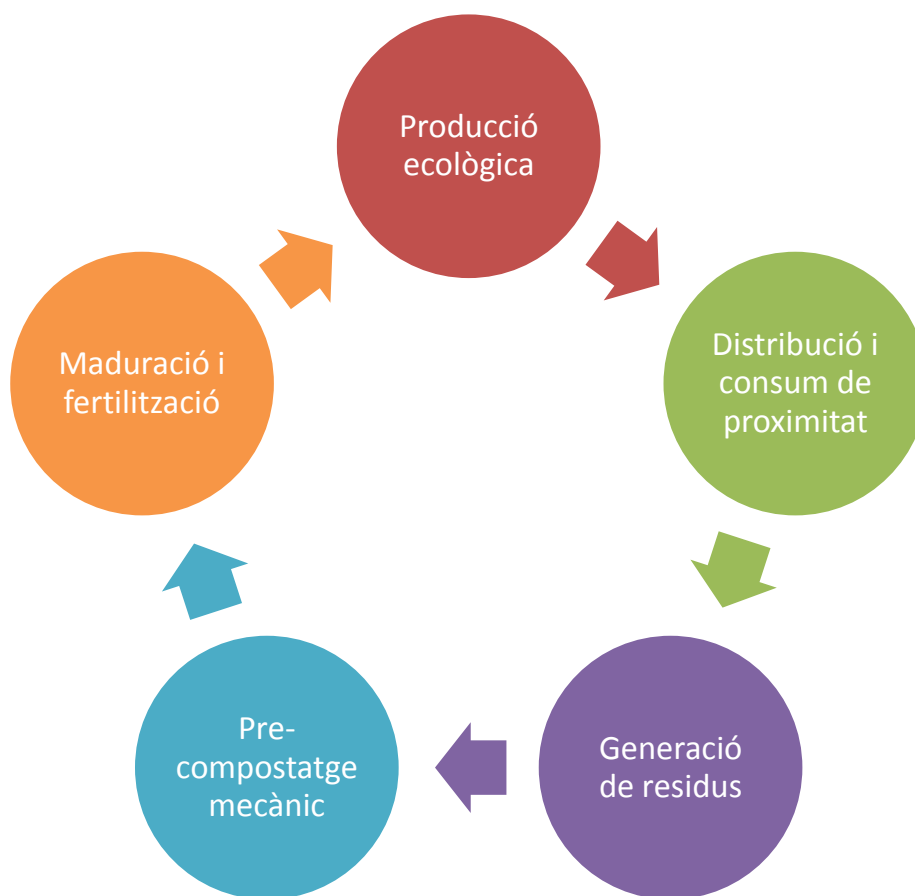 Producció
ecològica
Distribució i
consum de
proximitat
Generació
de residus
Pre-
compostatge
mecànic
Maduració i
fertilització